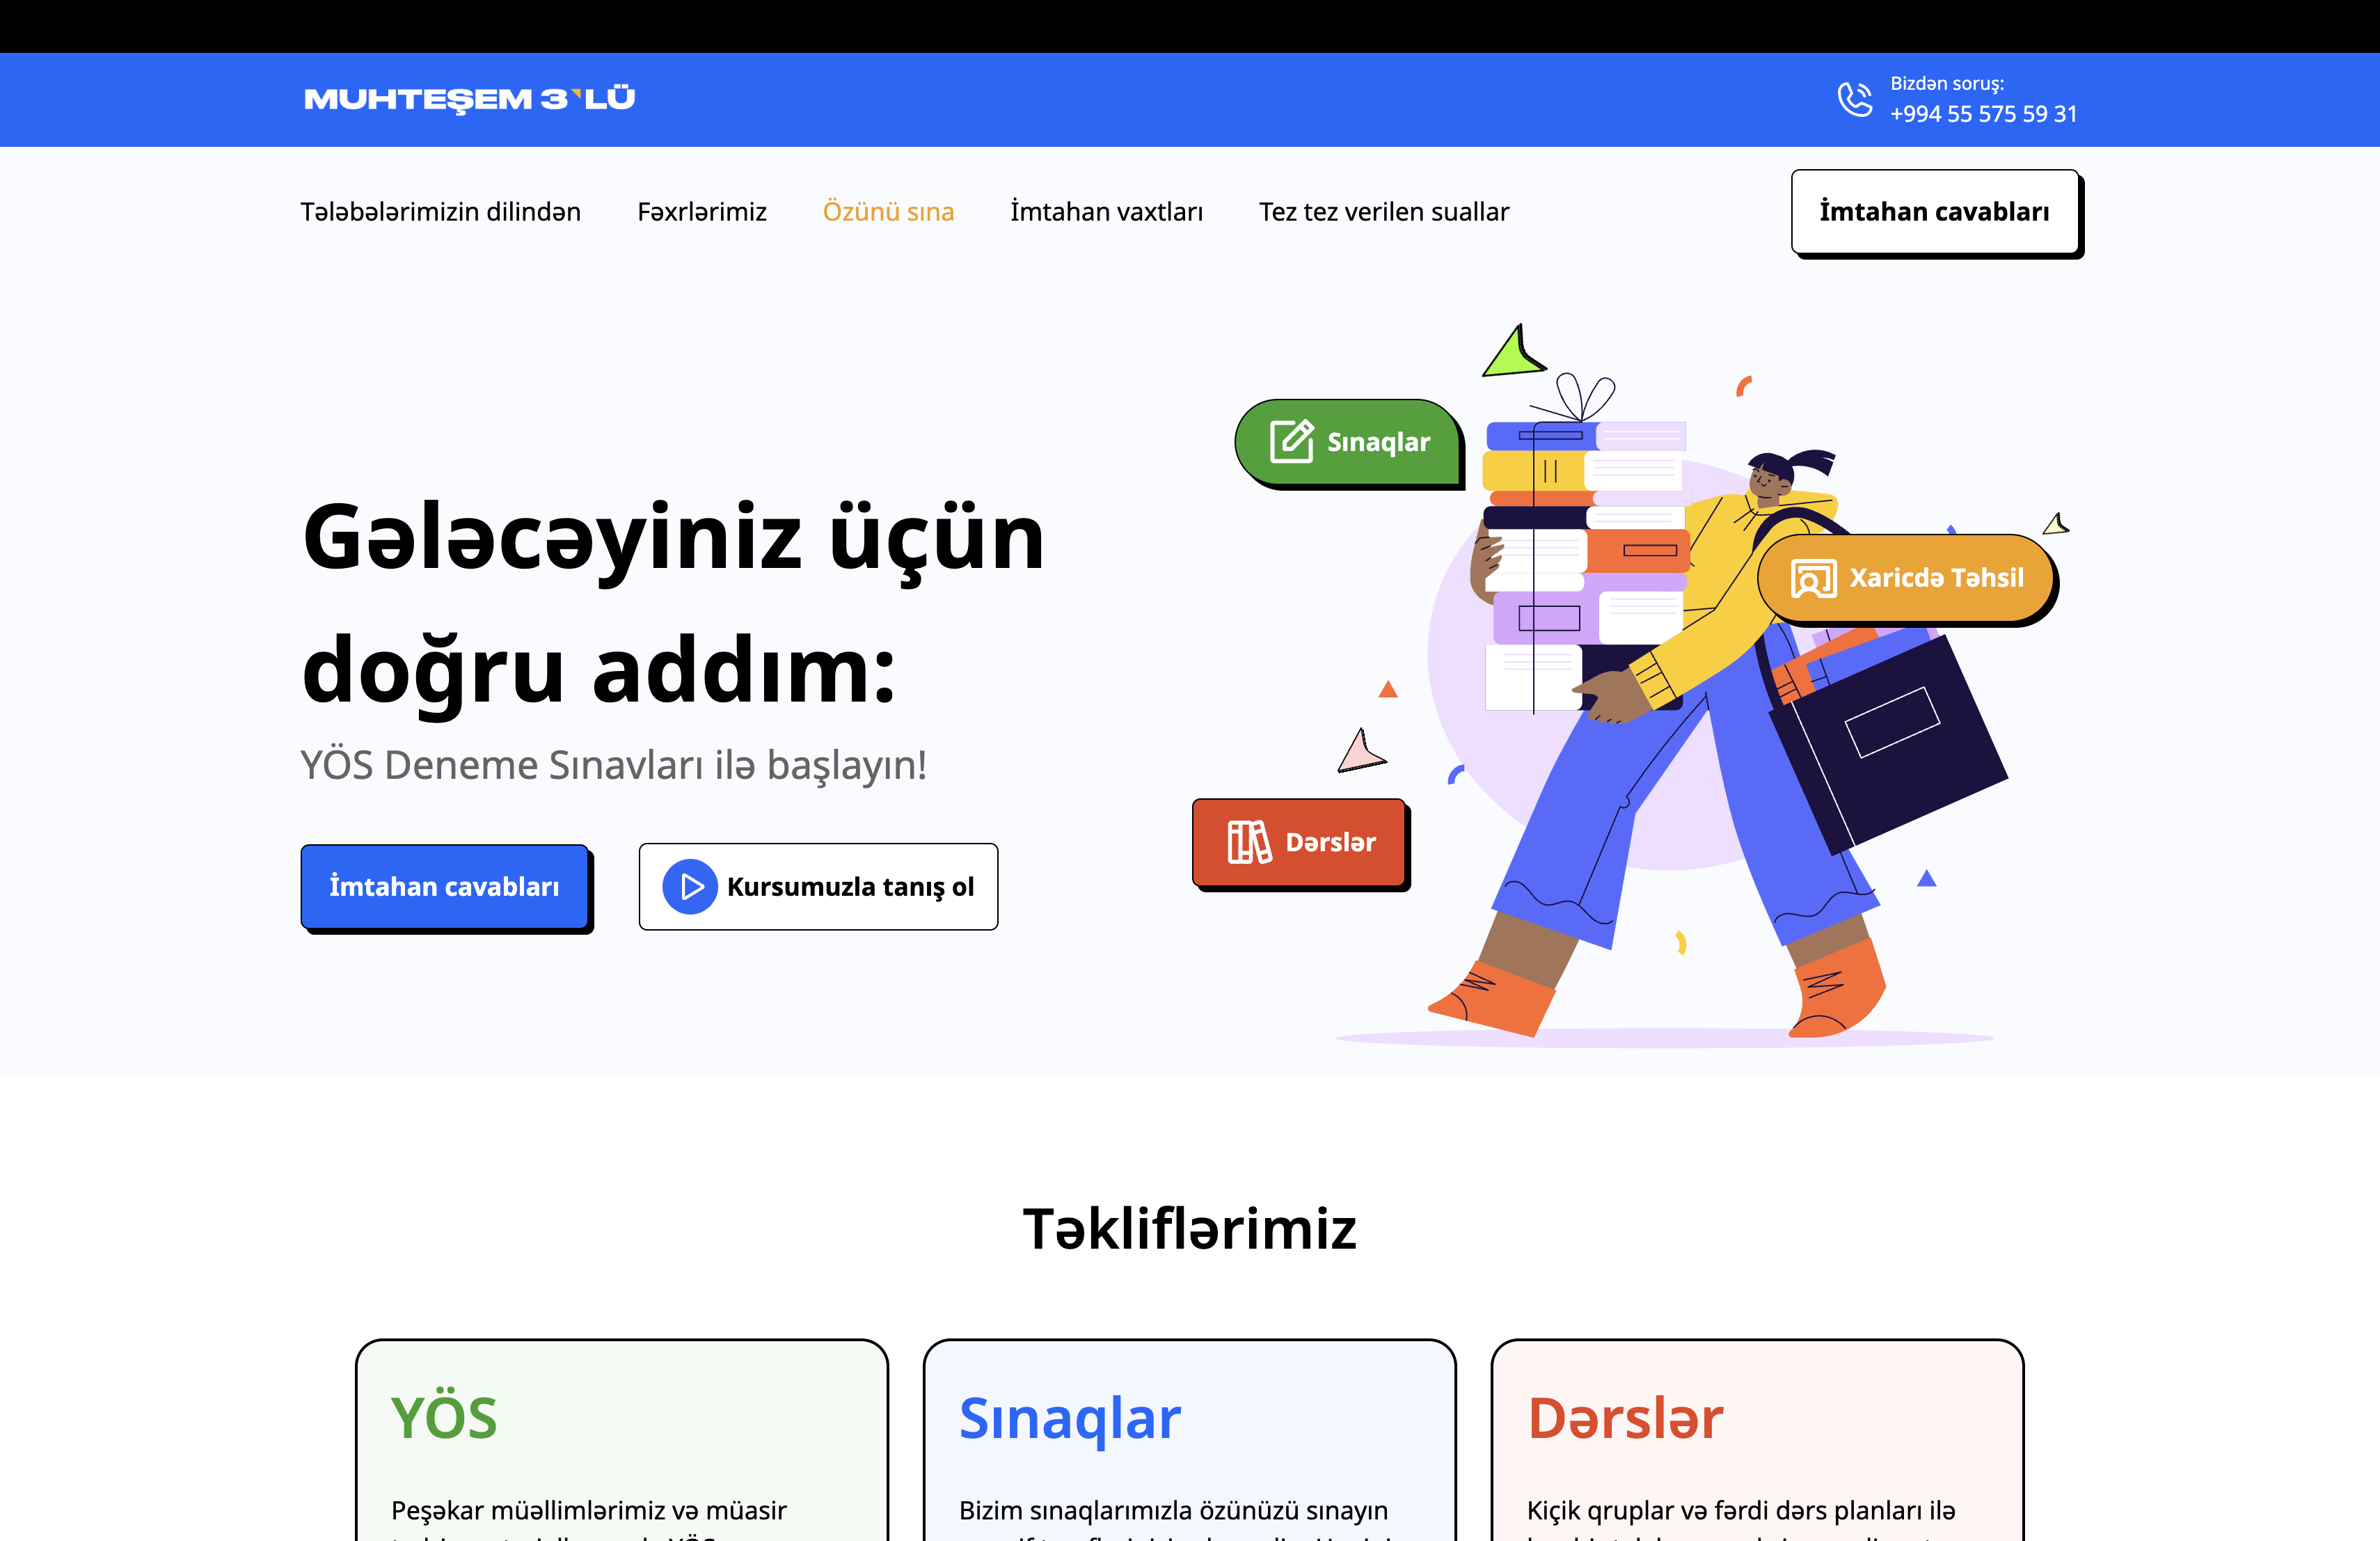 MUHTEŞEM 3'LÜ
Bizdən soruş:
+994 55 575 59 31
Tələbələrimizin dilindən
Fəxrlərimiz
Özünü sına
İmtahan vaxtları
Tez tez verilen suallar
İmtahan cavabları
Sınaqlar
Gələcəyiniz üçün
doğru addım:
Xaricdə Təhsil
YÖS Deneme Sınavları ilə başlayın!
Dərslər
İmtahan cavabları
Kursumuzla tanış ol
Təkliflərimiz
YÖS
Peşəkar müəllimlərimiz və müasir
Sınaqlar
Bizim sınaqlarımızla özünüzü sınayın
Dərslər
Kiçik qruplar və fərdi dərs planları ilə